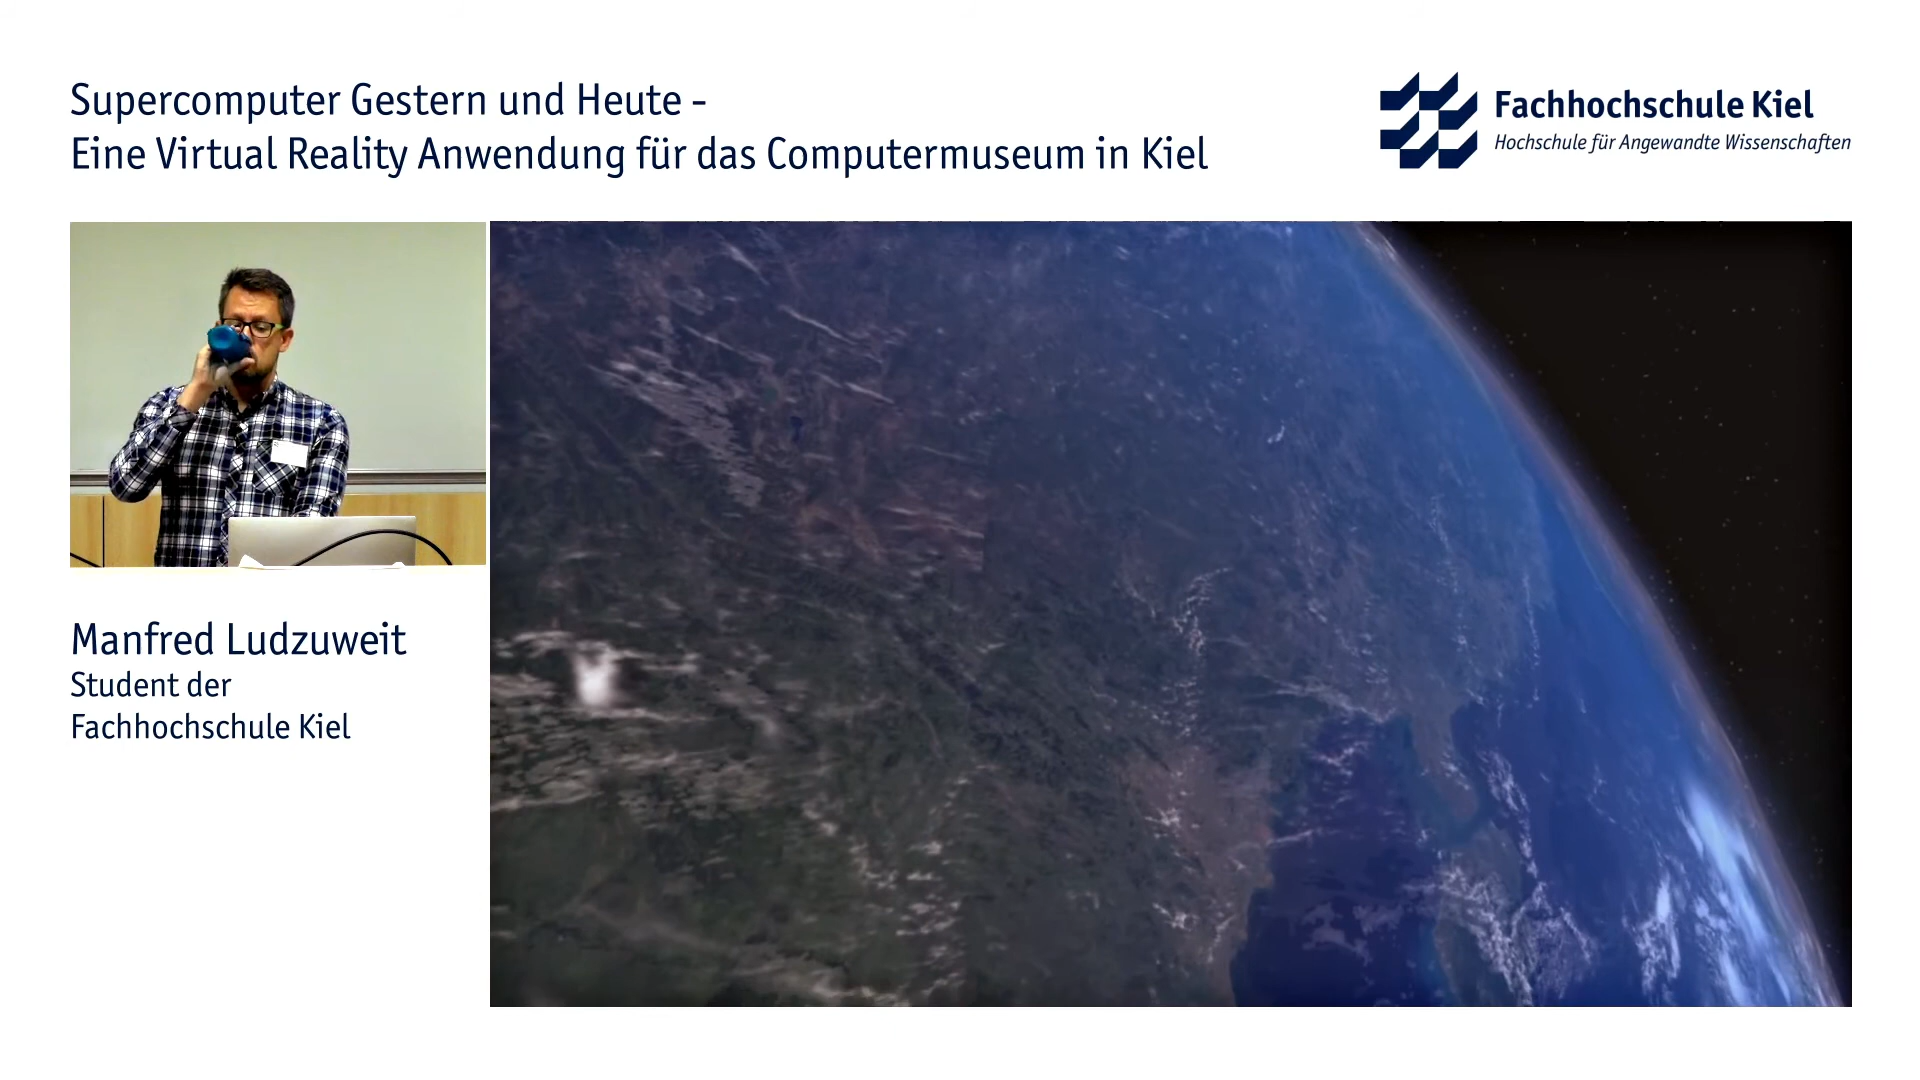 Supercomputer Gestern und Heute -
Eine Virtual Reality Anwendung für das Computermuseum in Kiel
Fachhochschule Kiel
Hochschule für Angewandte Wissenschaften
Manfred Ludzuweit
Student der
Fachhochschule Kiel